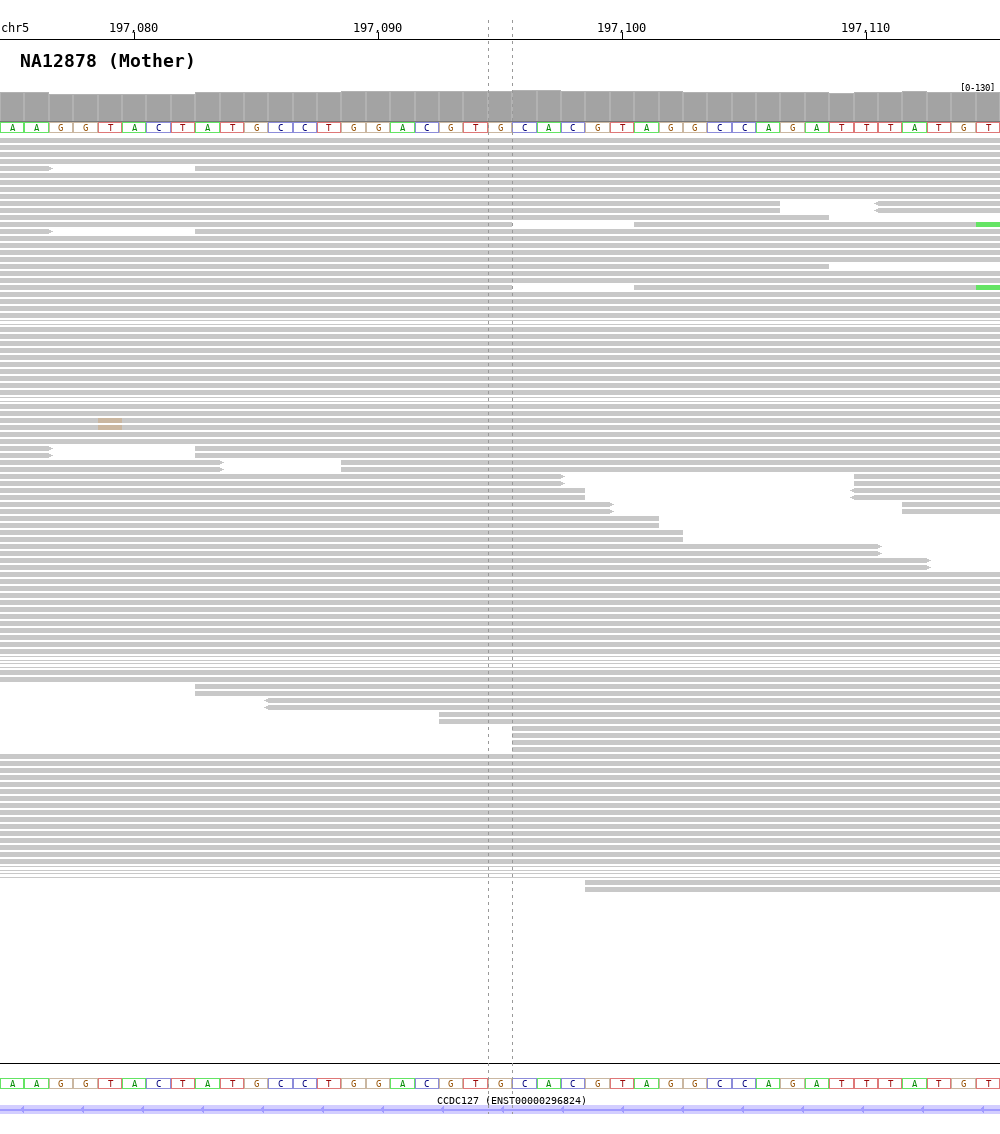 chr5 197,080 197,090 197,100 197,110
NA12878 (Mother)
[0-130]
A A G G T A C T A T G C C T G G A C G T G C A C G T A G G C C A G A T T T A T G T
A A G G T A C T A T G C C T G G A C G T G C A C G T A G G C C A G A T T T A T G T
CCDC127 (ENST00000296824)